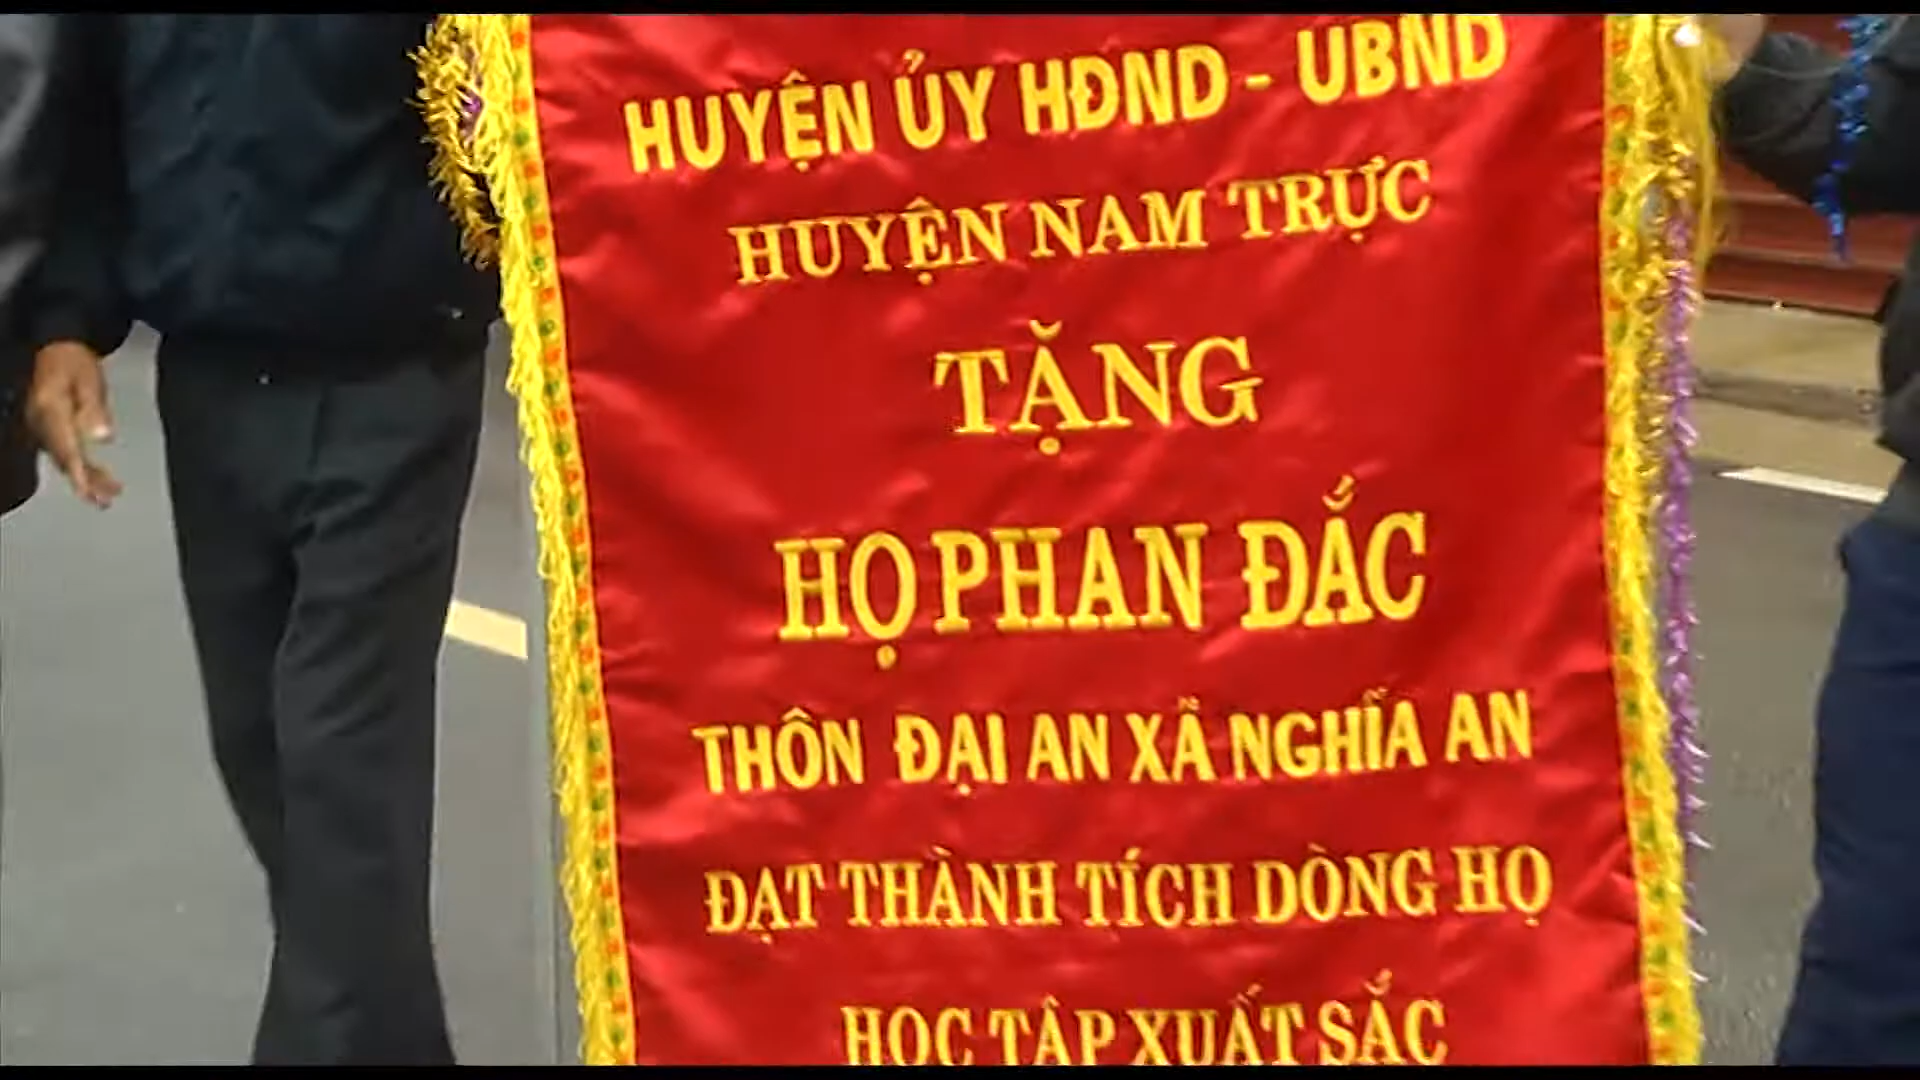 HUYỆN ỦY HĐND - UBND
HUYỆN NAM TRỰC
TẶNG
HỌ PHAN ĐẮC
THÔN ĐẠI AN XÃ NGHĨA AN
ĐẠT THÀNH TÍCH DÒNG HỌ
HỌC TẬP XUẤT SẮC